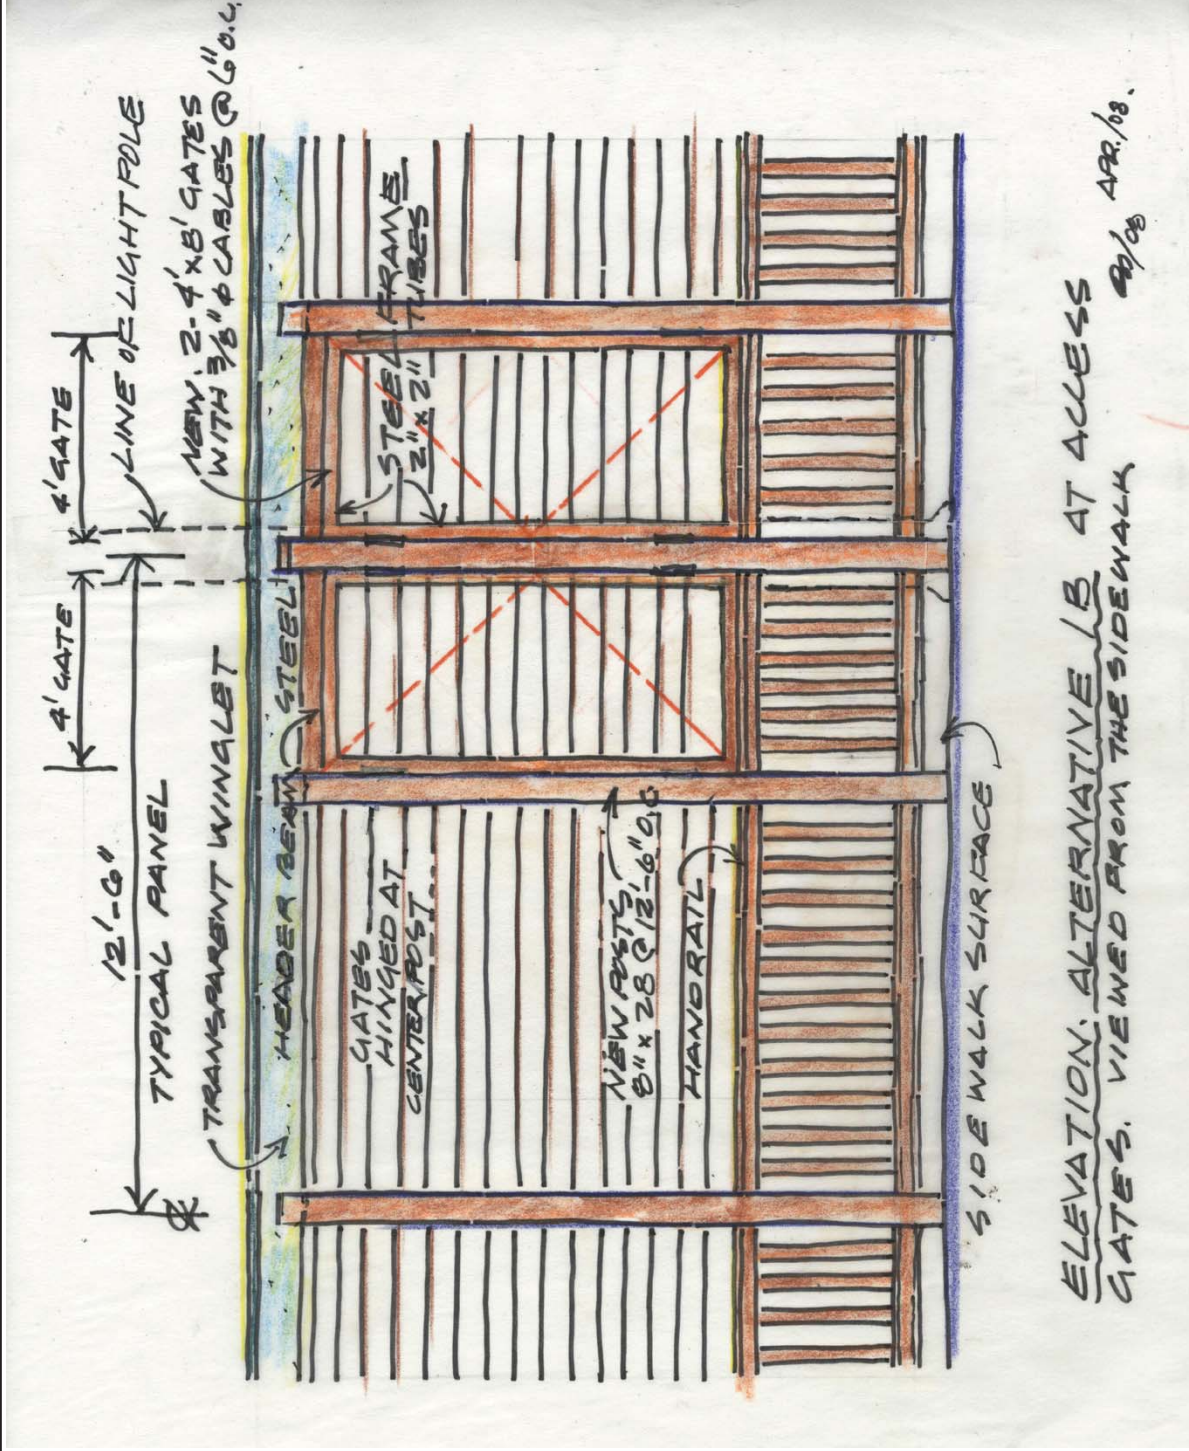 4' GATE
4' GATE
12'-6"
TYPICAL PANEL
LINE OF LIGHT POLE
NEW. 2-4'x8' GATES
WITH 3/8" ϕ CABLES @ 6" O.C.
TRANSPARENT WINGLET
HEADER BEAM STEEL
GATES
HINGED AT
CENTER POST
STEEL FRAME
2" x 2" TUBES
NEW POSTS
8" x 28 @ 12'-6" O.C
HANDRAIL
SIDEWALK SURFACE
ELEVATION. ALTERNATIVE 1B AT ACCESS
GATES. VIEWED FROM THE SIDEWALK
APR./08.